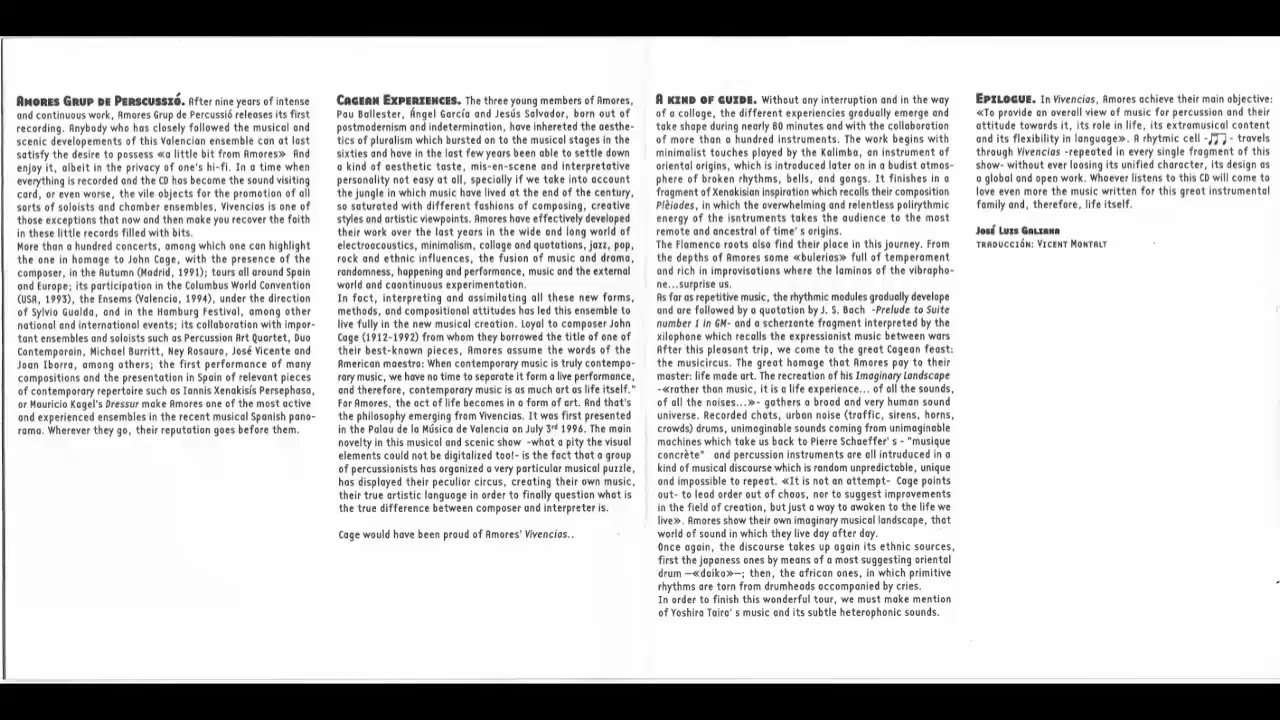 AMORES GRUP DE PERSCUSSIÓ. After nine years of intense
and continuous work, Amores Grup de Percussió releases its first
recording. Anybody who has closely followed the musical and
scenic developements of this Valencian ensemble can at last
satisfy the desire to possess «a little bit from Amores» And
enjoy it, albeit in the privacy of one's hi-fi. In a time when
everything is recorded and the CD has become the sound visiting
card, or even worse, the vile objects for the promotion of all
sorts of soloists and chamber ensembles, Vivencias is one of
those exceptions that now and then make you recover the faith
in these little records filled with bits.
More than a hundred concerts, among which one can highlight
the one in homage to John Cage, with the presence of the
composer, in the Autumn (Madrid, 1991); tours all around Spain
and Europe; its participation in the Columbus World Convention
(USA, 1993), the Ensems (Valencia, 1994), under the direction
of Sylvio Gualda, and in the Hamburg Festival, among other
national and international events; its collaboration with impor-
tant ensembles and soloists such as Percussion Art Quartet, Duo
Contemporain, Michael Burritt, Ney Rosauro, José Vicente and
Joan Iborra, among others; the first performance of many
compositions and the presentation in Spain of relevant pieces
of contemporary repertoire such as Iannis Xenakisís Persephasa,
or Mauricio Kagel's Dressur make Amores one of the most active
and experienced ensembles in the recent musical Spanish pano-
rama. Wherever they go, their reputation goes before them.
CAGEAN EXPERIENCES. The three young members of Amores,
Pau Ballester, Ángel García and Jesús Salvador, born out of
postmodernism and indetermination, have inhereted the aesthe-
tics of pluralism which bursted on to the musical stages in the
sixties and have in the last few years been able to settle down
a kind of aesthetic taste, mis-en-scene and interpretative
personality not easy at all, specially if we take into account
the jungle in which music have lived at the end of the century,
so saturated with different fashions of composing, creative
styles and artistic viewpoints. Amores have effectively developed
their work over the last years in the wide and long world of
electroacoustics, minimalism, collage and quotations, jazz, pop,
rock and ethnic influences, the fusion of music and drama,
randomness, happening and performance, music and the external
world and caontinuous experimentation.
In fact, interpreting and assimilating all these new forms,
methods, and compositional attitudes has led this ensemble to
live fully in the new musical creation. Loyal to composer John
Cage (1912-1992) from whom they borrowed the title of one of
their best-known pieces, Amores assume the words of the
American maestro: When contemporary music is truly contempo-
rary music, we have no time to separate it form a live performance,
and therefore, contemporary music is as much art as life itself."
For Amores, the act of life becomes in a form of art. And that's
the philosophy emerging from Vivencias. It was first presented
in the Palau de la Música de Valencia on July 3rd 1996. The main
novelty in this musical and scenic show -what a pity the visual
elements could not be digitalized too!- is the fact that a group
of percussionists has organized a very particular musical puzzle,
has displayed their peculiar circus, creating their own music,
their true artistic language in order to finally question what is
the true difference between composer and interpreter is.
Cage would have been proud of Amores' Vivencias..
A KIND OF GUIDE. Without any interruption and in the way
of a collage, the different experiencies gradually emerge and
take shape during nearly 80 minutes and with the collaboration
of more than a hundred instruments. The work begins with
minimalist touches played by the Kalimba, an instrument of
oriental origins, which is introduced later on in a budist atmos-
phere of broken rhythms, bells, and gongs. It finishes in a
fragment of Xenakisian inspiration which recalls their composition
Plèiades, in which the overwhelming and relentless polirythmic
energy of the isntruments takes the audience to the most
remote and ancestral of time's origins.
The Flamenco roots also find their place in this journey. From
the depths of Amores some «bulerías» full of temperament
and rich in improvisations where the laminas of the vibrapho-
ne...surprise us.
As far as repetitive music, the rhythmic modules gradually develope
and are followed by a quotation by J. S. Bach -Prelude to Suite
number 1 in GM- and a scherzante fragment interpreted by the
xilophone which recalls the expressionist music between wars
After this pleasant trip, we come to the great Cagean feast:
the musicircus. The great homage that Amores pay to their
master: life made art. The recreation of his Imaginary Landscape
-«rather than music, it is a life experience... of all the sounds,
of all the noises...»- gathers a broad and very human sound
universe. Recorded chats, urban noise (traffic, sirens, horns,
crowds) drums, unimaginable sounds coming from unimaginable
machines which take us back to Pierre Schaeffer's - "musique
concrète" and percussion instruments are all intruduced in a
kind of musical discourse which is random unpredictable, unique
and impossible to repeat. «It is not an attempt- Cage points
out- to lead order out of chaos, nor to suggest improvements
in the field of creation, but just a way to awaken to the life we
live». Amores show their own imaginary musical landscape, that
world of sound in which they live day after day.
Once again, the discourse takes up again its ethnic sources,
first the japaness ones by means of a most suggesting oriental
drum —«daiko»—; then, the african ones, in which primitive
rhythms are torn from drumheads accompanied by cries.
In order to finish this wonderful tour, we must make mention
of Yoshira Taira's music and its subtle heterophonic sounds.
EPILOGUE. In Vivencias, Amores achieve their main objective:
«To provide an overall view of music for percussion and their
attitude towards it, its role in life, its extramusical content
and its flexibility in language». A rhytmic cell -♫- travels
through Vivencias -repeated in every single fragment of this
show- without ever loosing its unified character, its design as
a global and open work. Whoever listens to this CD will come to
love even more the music written for this great instrumental
family and, therefore, life itself.
JOSÉ LUIS GALIANA
TRADUCCIÓN: VICENT MONTALT